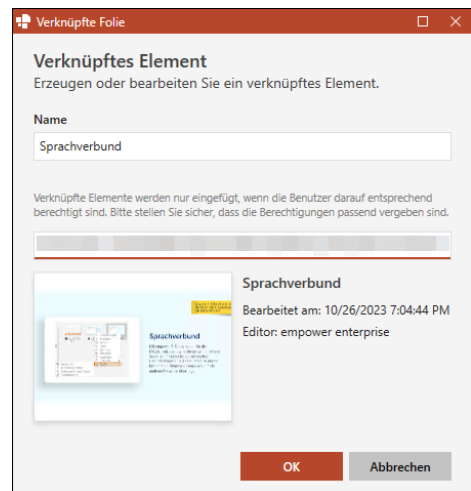 Verknüpfte Folie
Verknüpftes Element
Erzeugen oder bearbeiten Sie ein verknüpftes Element.
Name
Sprachverbund
Verknüpfte Elemente werden nur eingefügt, wenn die Benutzer darauf entsprechend
berechtigt sind. Bitte stellen Sie sicher, dass die Berechtigungen passend vergeben sind.
Sprachverbund
Sprachverbund
Bearbeitet am: 10/26/2023 7:04:44 PM
Editor: empower enterprise
OK
Abbrechen